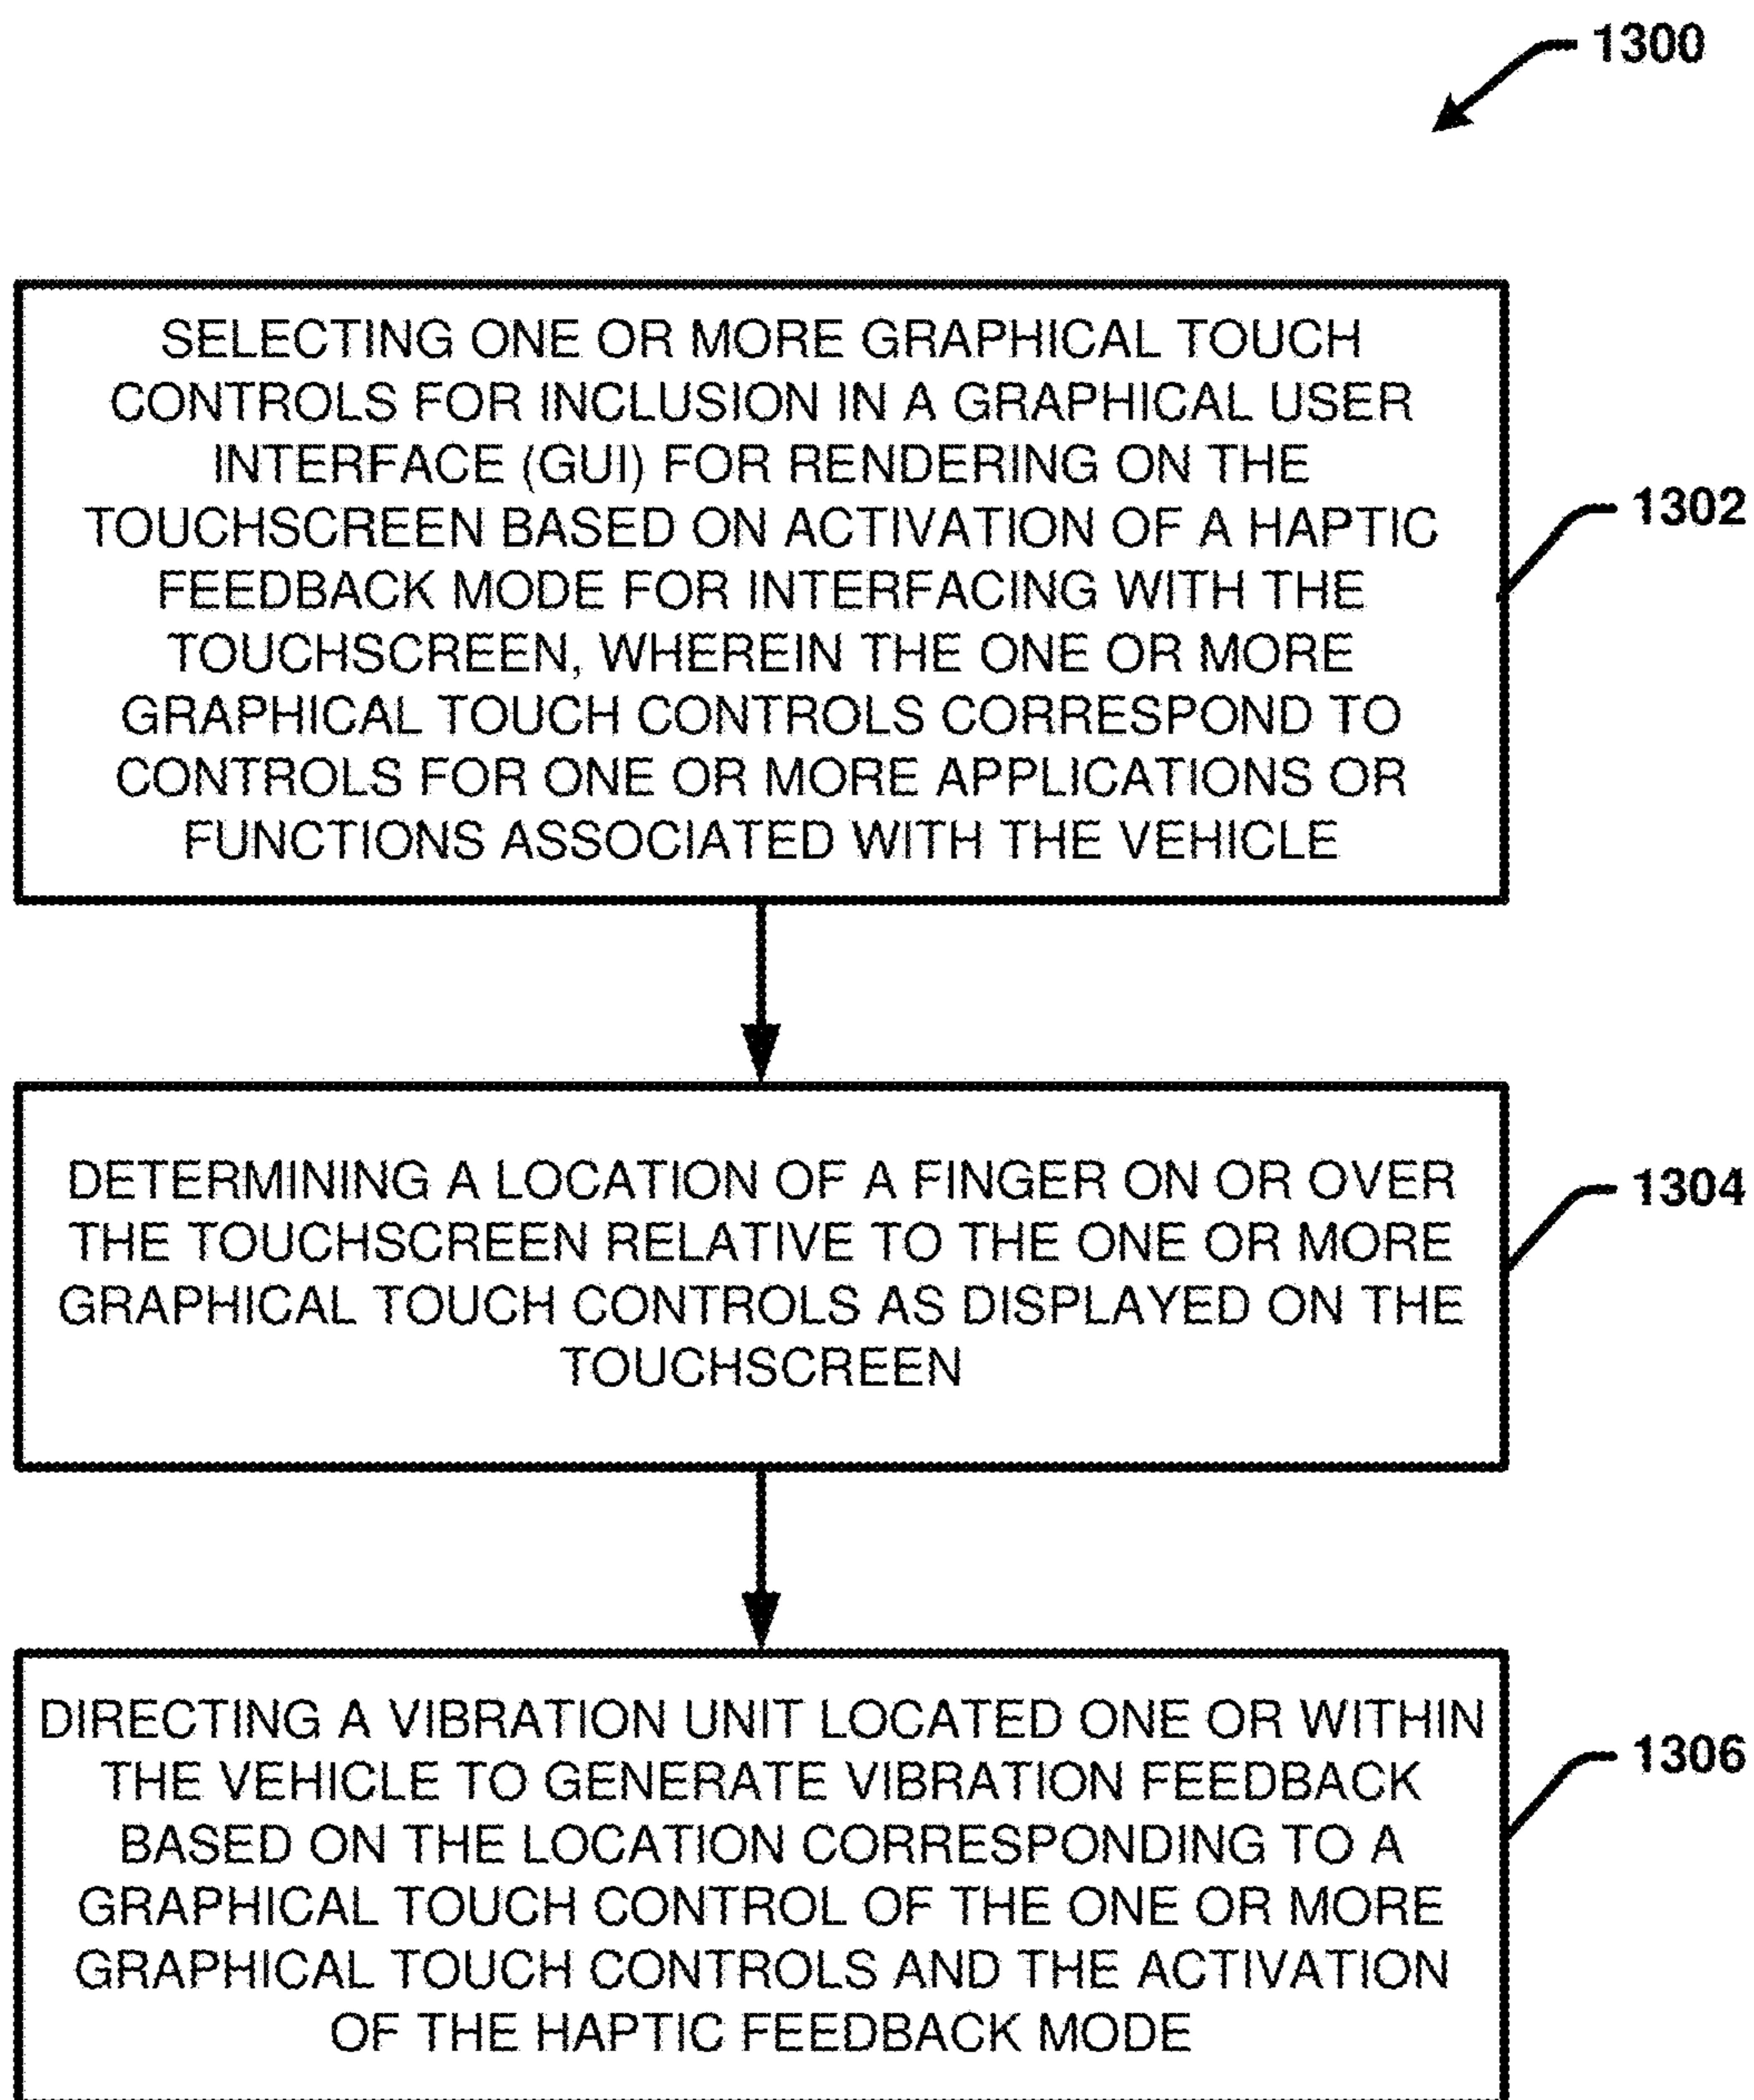 1300
SELECTING ONE OR MORE GRAPHICAL TOUCH
CONTROLS FOR INCLUSION IN A GRAPHICAL USER
INTERFACE (GUI) FOR RENDERING ON THE
TOUCHSCREEN BASED ON ACTIVATION OF A HAPTIC
FEEDBACK MODE FOR INTERFACING WITH THE
TOUCHSCREEN, WHEREIN THE ONE OR MORE
GRAPHICAL TOUCH CONTROLS CORRESPOND TO
CONTROLS FOR ONE OR MORE APPLICATIONS OR
FUNCTIONS ASSOCIATED WITH THE VEHICLE
1302
DETERMINING A LOCATION OF A FINGER ON OR OVER
THE TOUCHSCREEN RELATIVE TO THE ONE OR MORE
GRAPHICAL TOUCH CONTROLS AS DISPLAYED ON THE
TOUCHSCREEN
1304
DIRECTING A VIBRATION UNIT LOCATED ONE OR WITHIN
THE VEHICLE TO GENERATE VIBRATION FEEDBACK
BASED ON THE LOCATION CORRESPONDING TO A
GRAPHICAL TOUCH CONTROL OF THE ONE OR MORE
GRAPHICAL TOUCH CONTROLS AND THE ACTIVATION
OF THE HAPTIC FEEDBACK MODE
1306